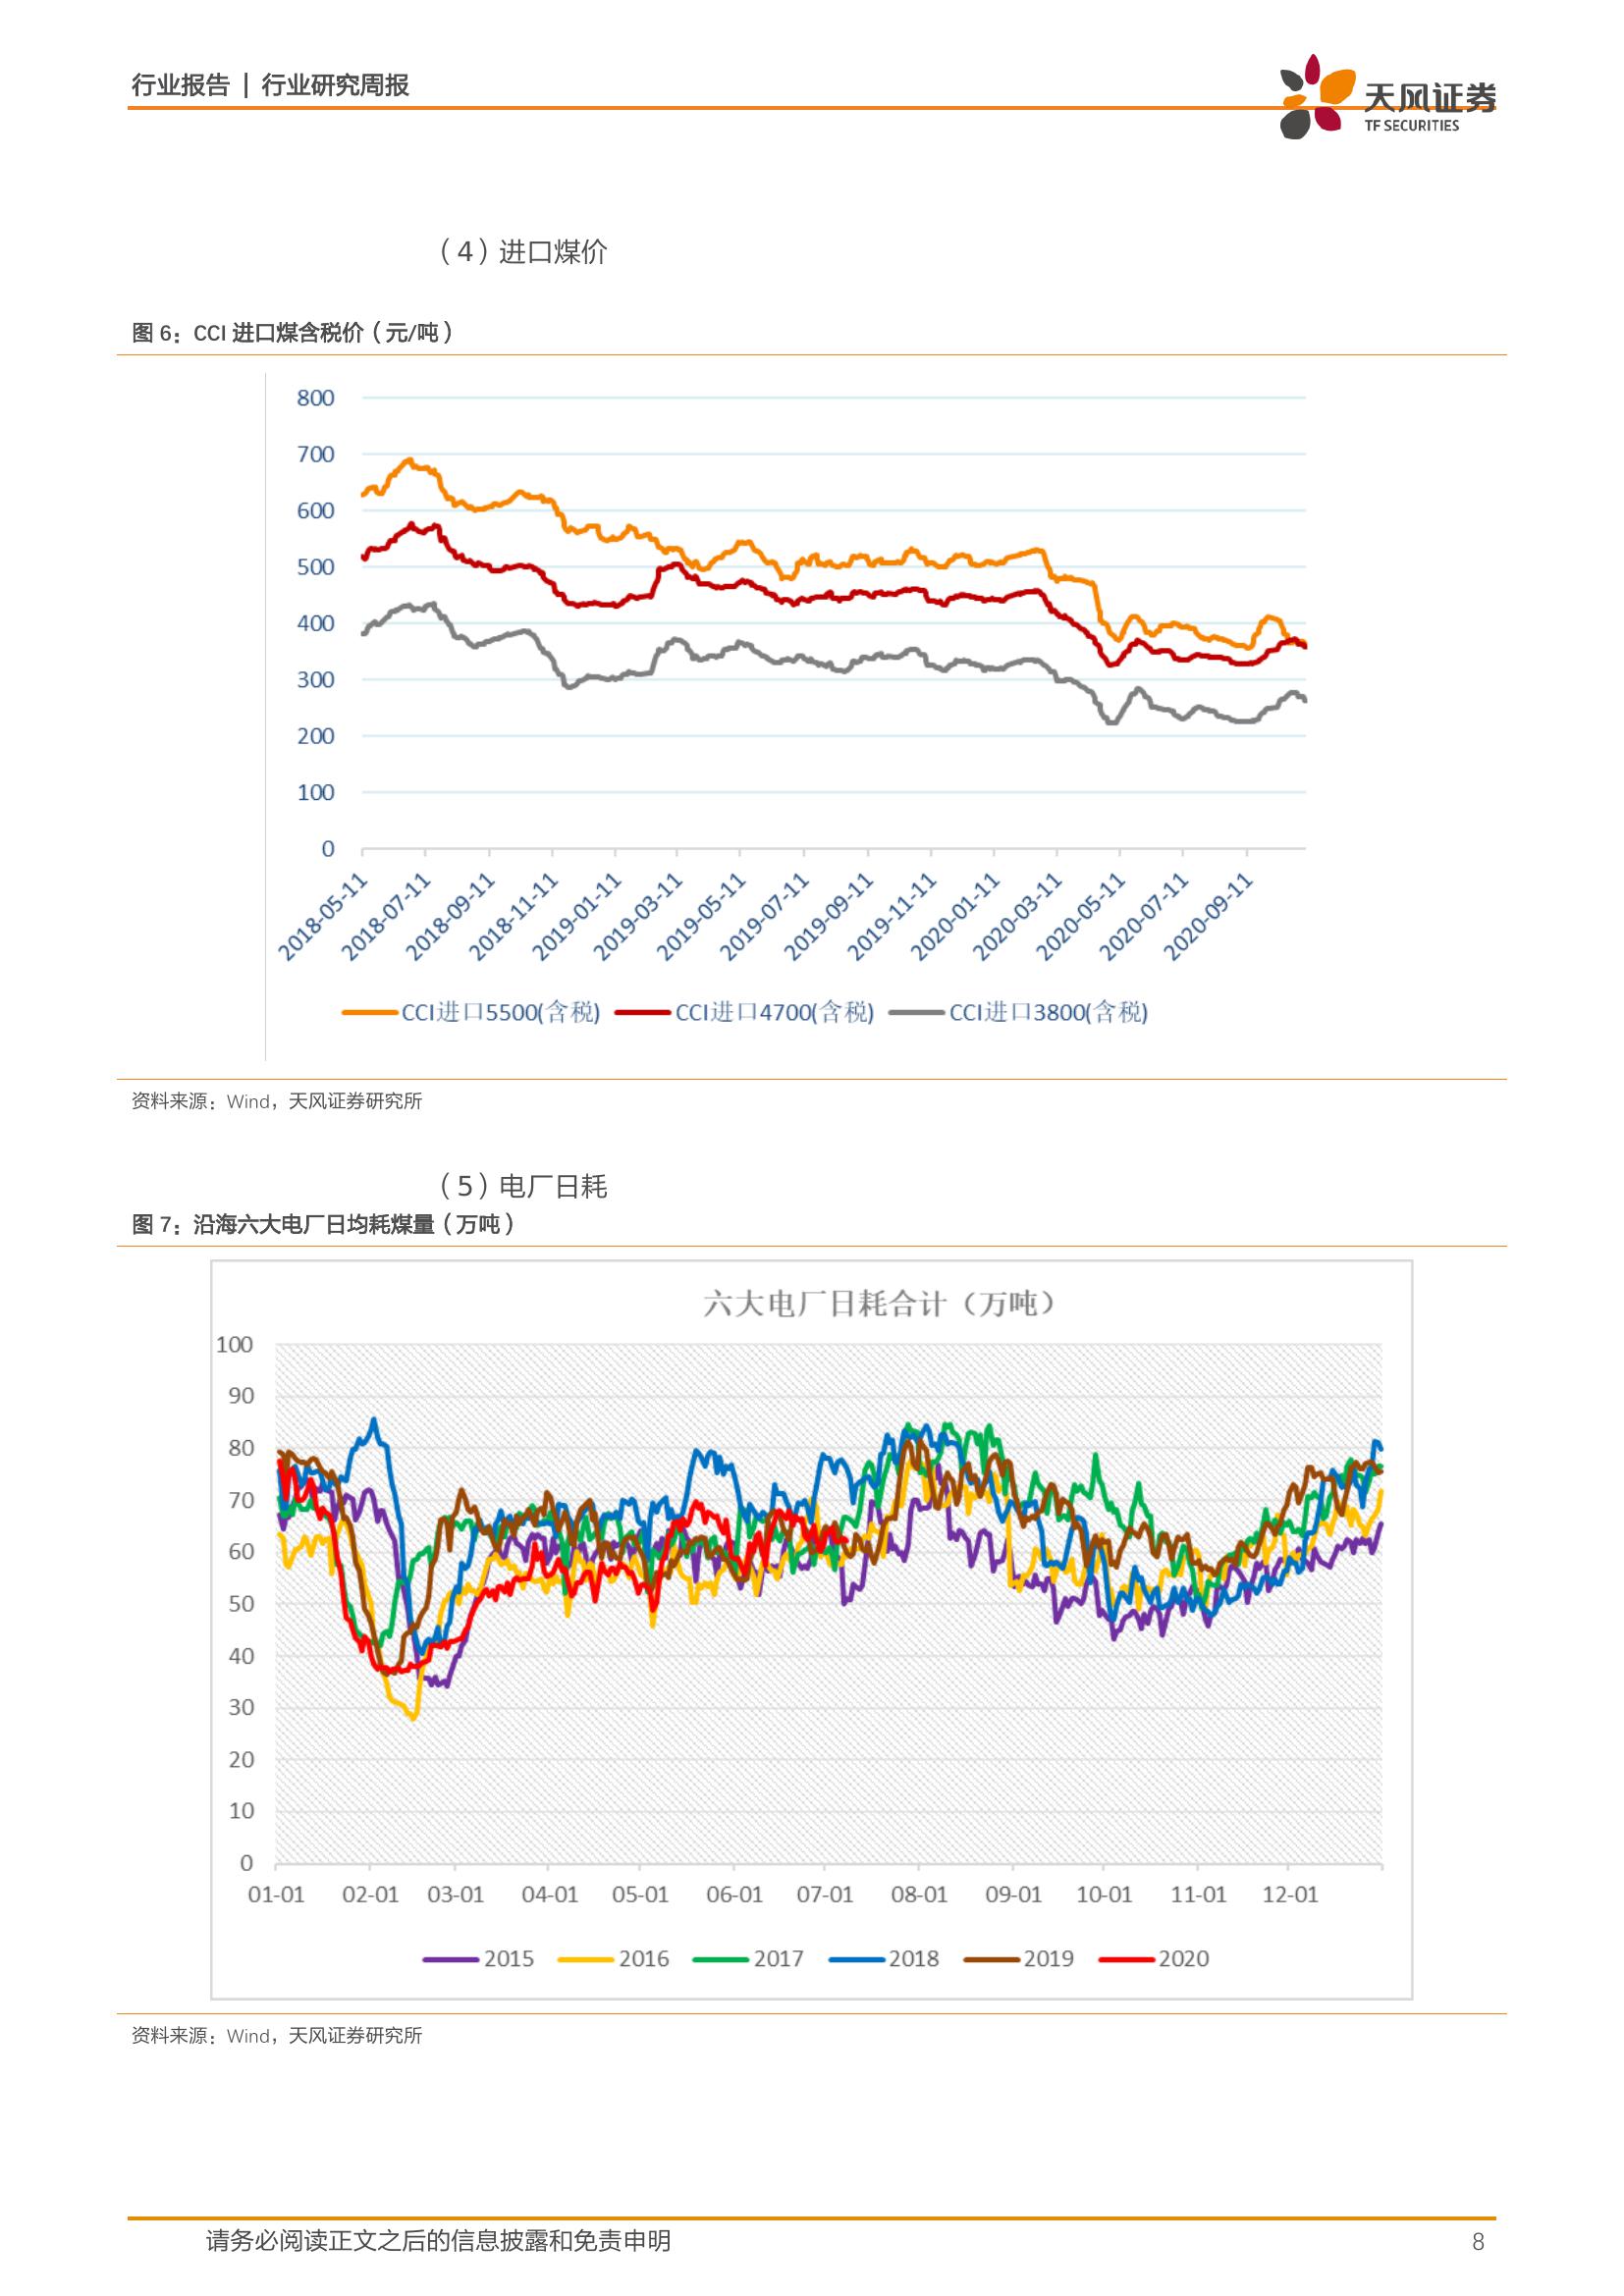 行业报告 | 行业研究周报
天风证券
TF SECURITIES
（4）进口煤价
图 6：CCI 进口煤含税价（元/吨）
800
700
600
500
400
300
200
100
0
2018-05-11
2018-07-11
2018-09-11
2018-11-11
2019-01-11
2019-03-11
2019-05-11
2019-07-11
2019-09-11
2019-11-11
2020-01-11
2020-03-11
2020-05-11
2020-07-11
2020-09-11
CCI进口5500(含税) CCI进口4700(含税) CCI进口3800(含税)
资料来源：Wind，天风证券研究所
（5）电厂日耗
图 7：沿海六大电厂日均耗煤量（万吨）
六大电厂日耗合计（万吨）
100
90
80
70
60
50
40
30
20
10
0
01-01 02-01 03-01 04-01 05-01 06-01 07-01 08-01 09-01 10-01 11-01 12-01
2015 2016 2017 2018 2019 2020
资料来源：Wind，天风证券研究所
请务必阅读正文之后的信息披露和免责申明 8